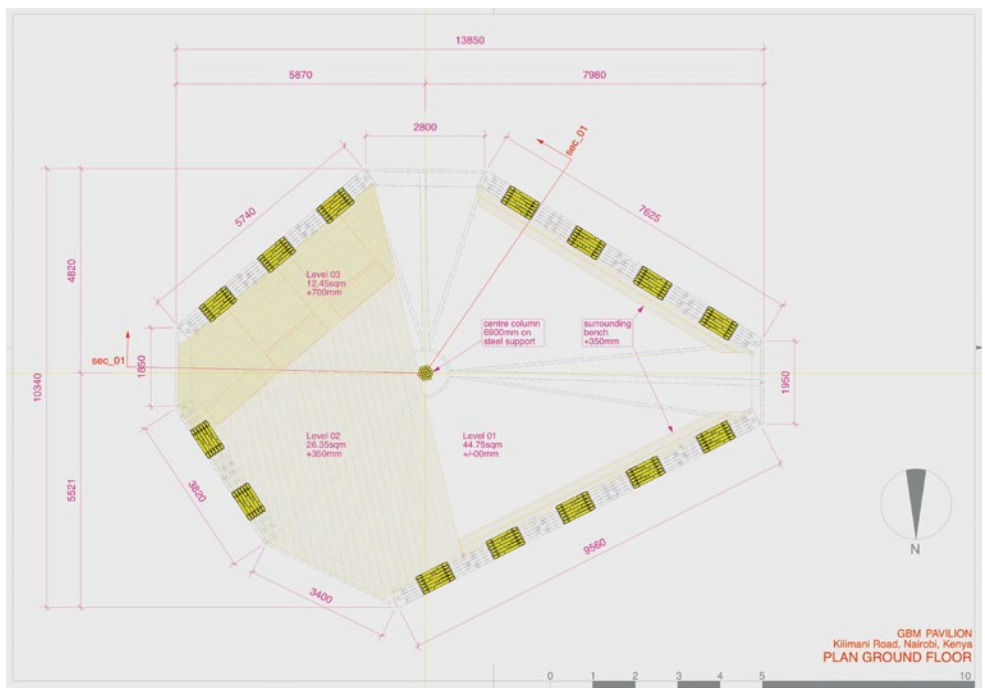 13850
5870
7980
2800
sec_01
5740
7625
4820
Level 03
12.45sqm
+700mm
centre column
6900mm on
steel support
surrounding
bench
+350mm
sec_01
1850
10340
1950
Level 02
26.35sqm
+350mm
Level 01
44.75sqm
+/-00mm
5521
3820
9560
3400
N
GBM PAVILION
Kilimani Road, Nairobi, Kenya
PLAN GROUND FLOOR
0 1 2 3 4 5 10